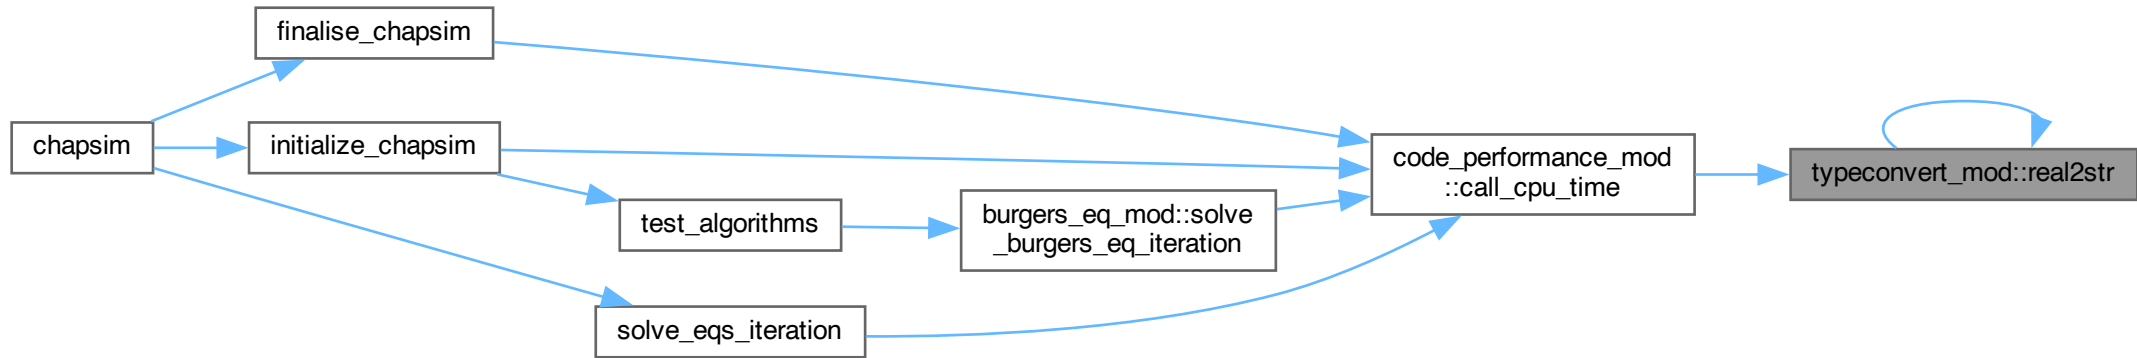 finalise_chapsim
chapsim
initialize_chapsim
code_performance_mod
::call_cpu_time
typeconvert_mod::real2str
test_algorithms
burgers_eq_mod::solve
_burgers_eq_iteration
solve_eqs_iteration